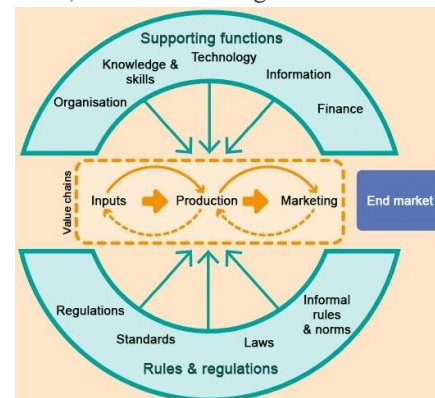 Supporting functions
Technology
Knowledge &
skills
Information
Organisation
Finance
Value chains
Inputs
Production
Marketing
End market
Regulations
Standards
Laws
Informal
rules
& norms
Rules & regulations